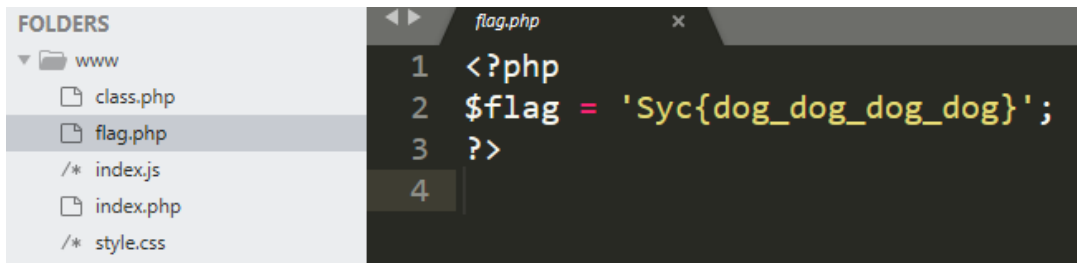 FOLDERS
www
class.php
flag.php
/* index.js
index.php
/* style.css
flag.php ×
1 <?php
2 $flag = 'Syc{dog_dog_dog_dog}';
3 ?>
4